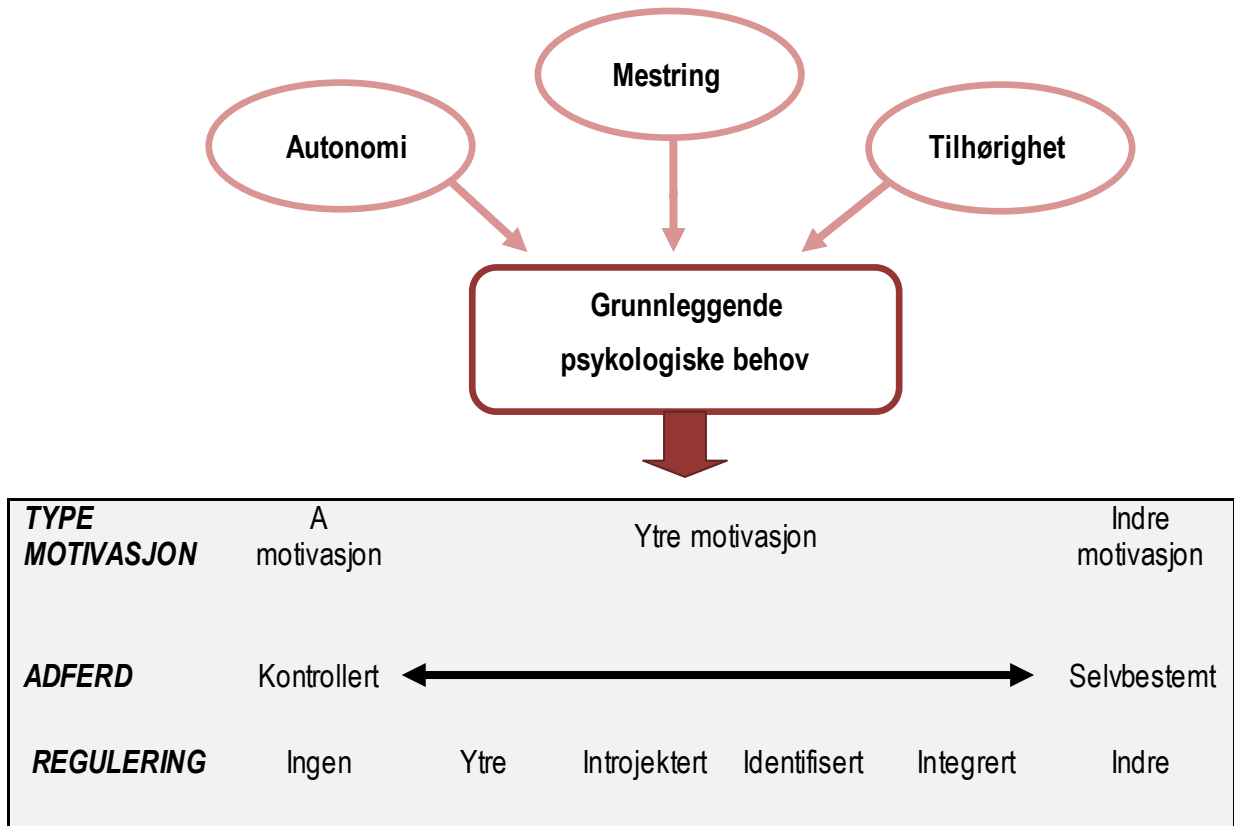 Mestring
Autonomi
Tilhørighet
Grunnleggende
psykologiske behov
TYPE
MOTIVASJON
A
motivasjon
Ytre motivasjon
Indre
motivasjon
ADFERD
Kontrollert
Selvbestemt
REGULERING
Ingen
Ytre
Introjektert
Identifisert
Integrert
Indre